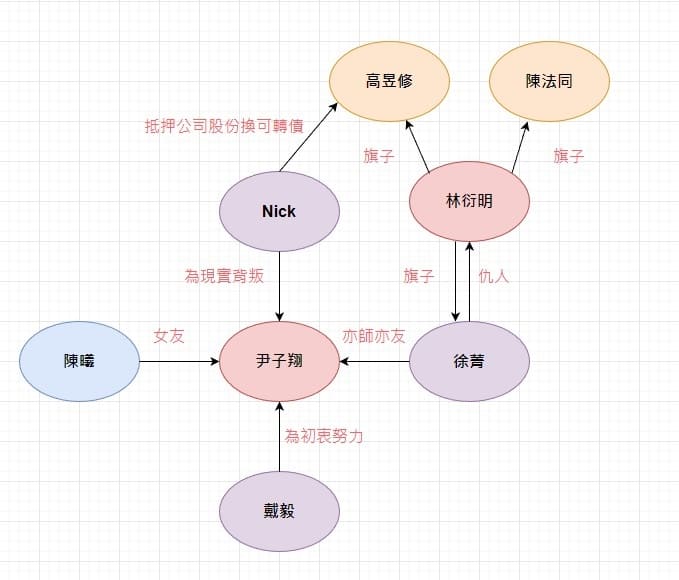 高昱修
陳法同
抵押公司股份換可轉債
旗子
旗子
Nick
林衍明
為現實背叛
旗子
仇人
女友
亦師亦友
陳曦
尹子翔
徐菁
為初衷努力
戴毅